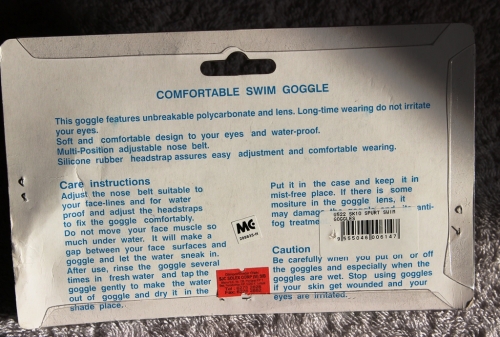 COMFORTABLE SWIM GOGGLE
This goggle features unbreakable polycarbonate and lens. Long-time wearing do not irritate
your eyes.
Soft and comfortable design to your eyes and water-proof.
Multi-Position adjustable nose belt.
Silicone rubber headstrap assures easy adjustment and comfortable wearing.
Care instructions
Adjust the nose belt suitable to
your face-lines and for water
proof and adjust the headstraps
to fix the goggle comfortably.
Do not move your face muscle so
much under water. It will make a
gap between your face surfaces and
goggle and let the water sneak in.
After use, rinse the goggle several
times in fresh water and tap the
goggle gently to make the water
out of goggle and dry it in the
shade place.
MG
Put it in the case and keep it in
mist-free place. If there is some
mositure in the goggle lens, it
may damag anti-
fog treatme
GOGGLES
9555046006147
Caution
Be carefully when you put on or off
the goggles and especially when the
goggles are wet. Stop using goggles
if your skin get wounded and your
eyes are irritated.